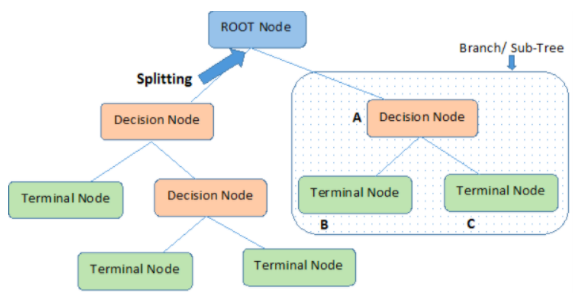 ROOT Node
Branch/ Sub-Tree
Splitting
Decision Node
A
Decision Node
Terminal Node
Decision Node
Terminal Node
Terminal Node
B
C
Terminal Node
Terminal Node